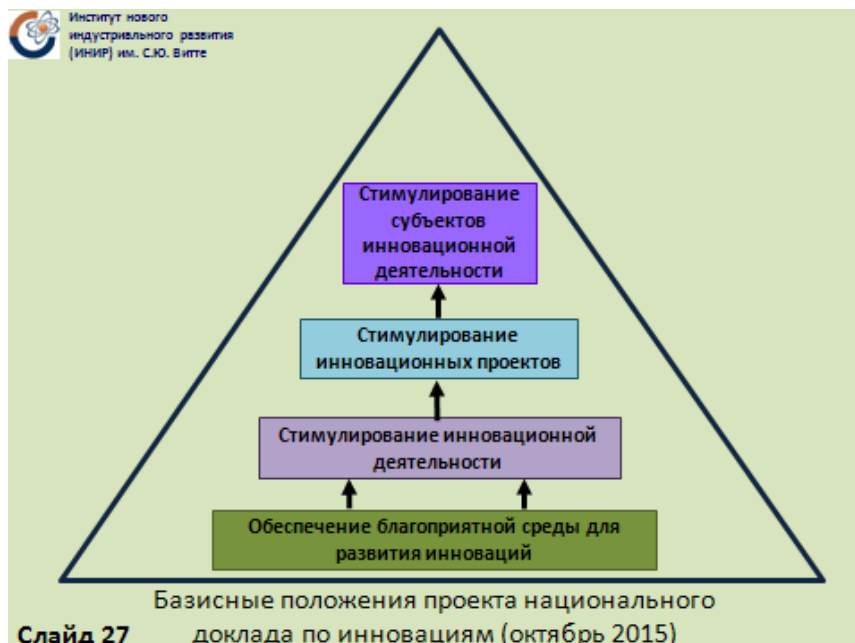 Институт нового
индустриального развития
(ИНИР) им. С.Ю. Витте
Стимулирование
субъектов
инновационной
деятельности
Стимулирование
инновационных проектов
Стимулирование инновационной
деятельности
Обеспечение благоприятной среды для
развития инноваций
Базисные положения проекта национального
Слайд 27 доклада по инновациям (октябрь 2015)